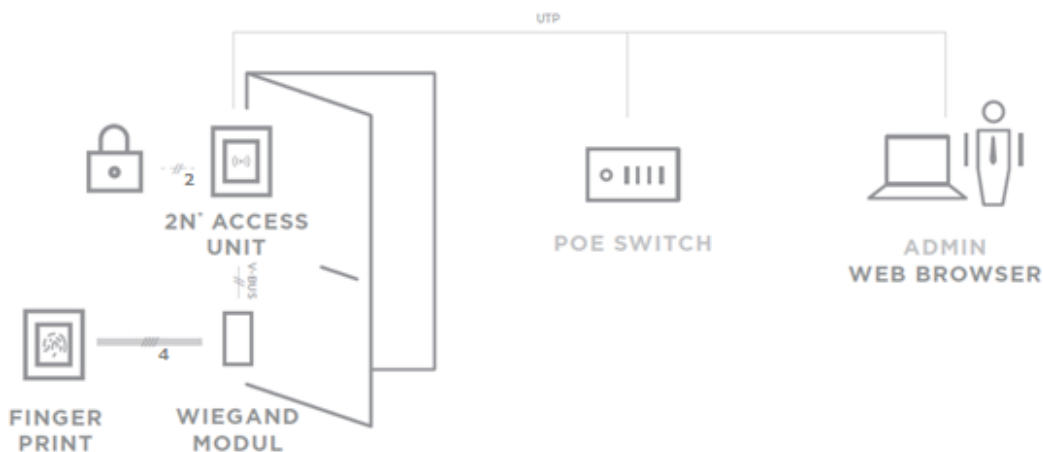 UTP
2
2N® ACCESS
UNIT
POE SWITCH
ADMIN
WEB BROWSER
V-BUS
4
FINGER
PRINT
WIEGAND
MODUL